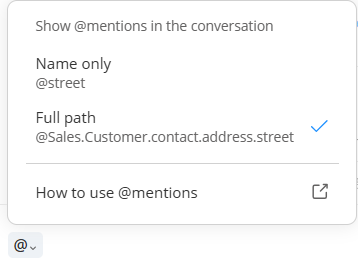 Show @mentions in the conversation
Name only
@street
Full path
@Sales.Customer.contact.address.street
How to use @mentions
@